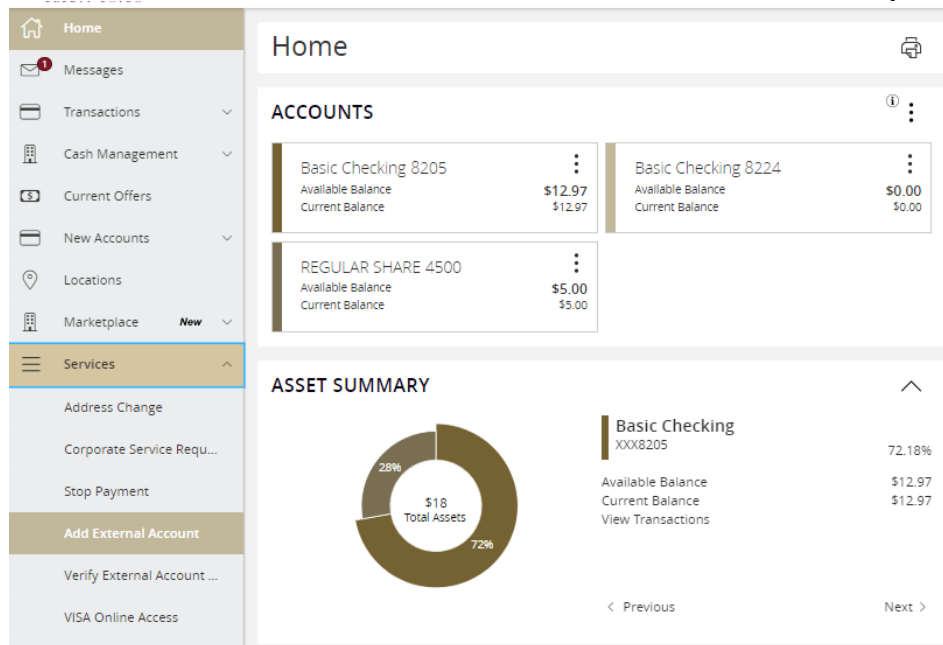 Home
1
Messages
Transactions
Cash Management
Current Offers
New Accounts
Locations
Marketplace New
Services
Address Change
Corporate Service Requ...
Stop Payment
Add External Account
Verify External Account ...
VISA Online Access
Home
ACCOUNTS
Basic Checking 8205
Available Balance $12.97
Current Balance $12.97
Basic Checking 8224
Available Balance $0.00
Current Balance $0.00
REGULAR SHARE 4500
Available Balance $5.00
Current Balance $5.00
ASSET SUMMARY
28%
$18
Total Assets
72%
Basic Checking
XXX8205
72.18%
Available Balance $12.97
Current Balance $12.97
View Transactions
< Previous Next >